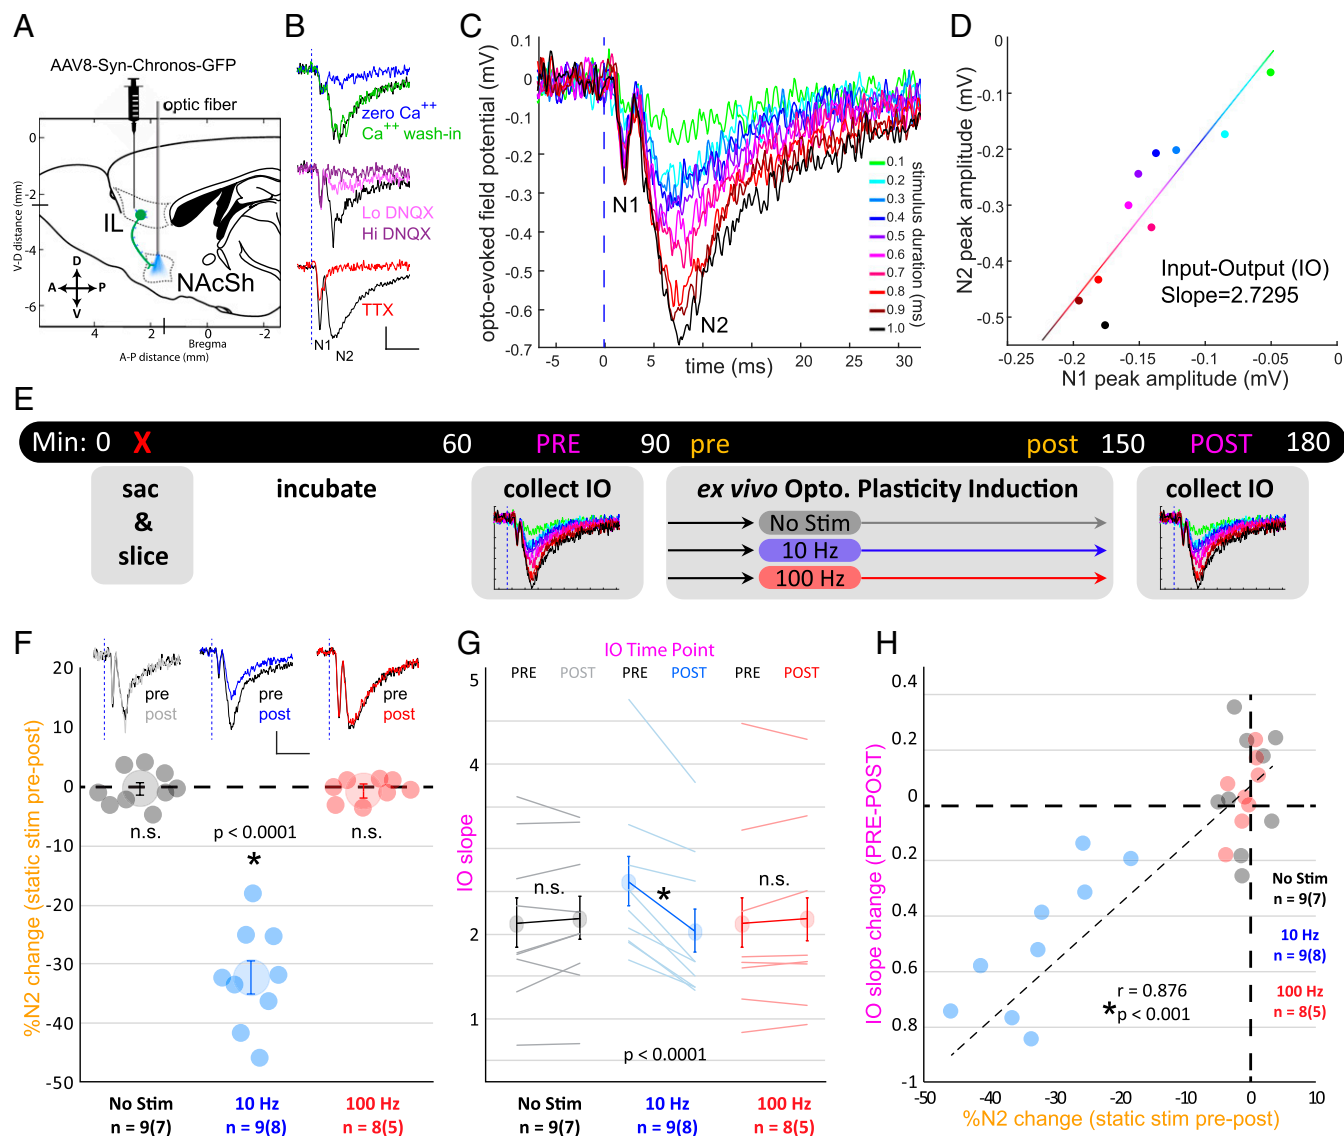 A
AAV8-Syn-Chronos-GFP
optic fiber
V-D distance (mm)
0
-2
-4
-6
IL
NAcSh
D
A
P
V
4
2
0
-2
Bregma
A-P distance (mm)
B
zero Ca++
Ca++ wash-in
Lo DNQX
Hi DNQX
TTX
N1
N2
C
opto-evoked field potential (mV)
0.1
0
-0.1
-0.2
-0.3
-0.4
-0.5
-0.6
-0.7
N1
N2
0.1
0.2
0.3
0.4
0.5
0.6
0.7
0.8
0.9
1.0
stimulus duration (ms)
-5
0
5
10
15
20
25
30
time (ms)
D
N2 peak amplitude (mV)
0
-0.1
-0.2
-0.3
-0.4
-0.5
Input-Output (IO)
Slope=2.7295
-0.25
-0.2
-0.15
-0.1
-0.05
0
N1 peak amplitude (mV)
E
Min: 0 X 60 PRE 90 pre post 150 POST 180
sac
&
slice
incubate
collect IO
ex vivo Opto. Plasticity Induction
No Stim
10 Hz
100 Hz
collect IO
F
%N2 change (static stim pre-post)
20
10
0
-10
-20
-30
-40
-50
pre
post
pre
post
pre
post
n.s.
p < 0.0001
*
n.s.
No Stim
n = 9(7)
10 Hz
n = 9(8)
100 Hz
n = 8(5)
G
IO Time Point
PRE POST PRE POST PRE POST
IO slope
5
4
2
1
n.s.
*
n.s.
p < 0.0001
No Stim
n = 9(7)
10 Hz
n = 9(8)
100 Hz
n = 8(5)
H
IO slope change (PRE-POST)
0.4
0.2
0
0.2
0.4
0.6
0.8
-1
No Stim
n = 9(7)
10 Hz
n = 9(8)
100 Hz
n = 8(5)
r = 0.876
* p < 0.001
-50
-40
-30
-20
-10
0
10
%N2 change (static stim pre-post)